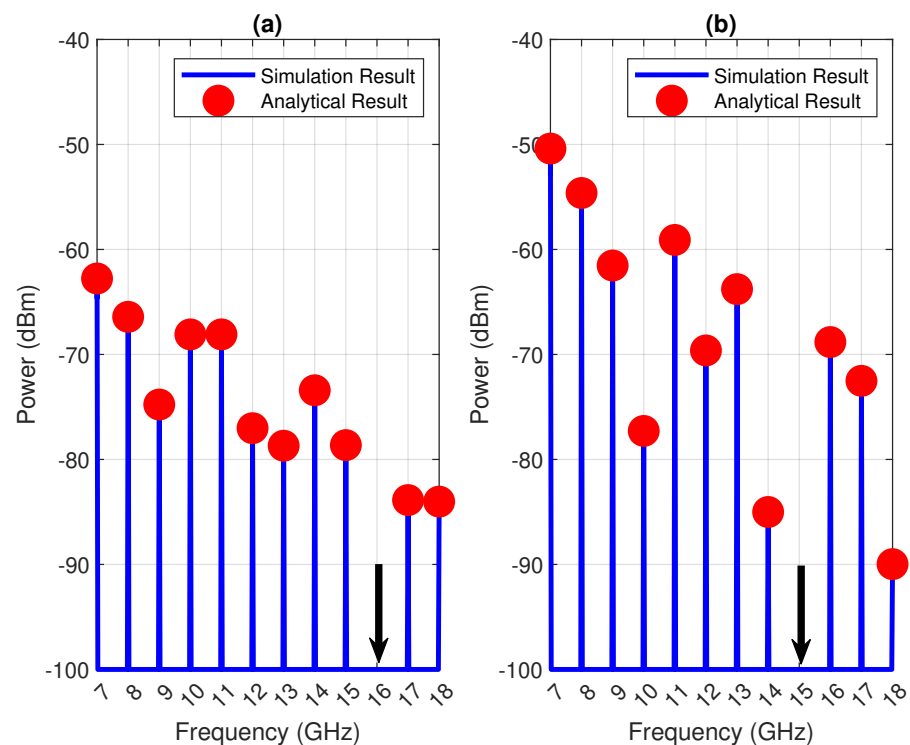 (a)
Simulation Result
Analytical Result
-40
-50
-60
-70
-80
-90
-100
Power (dBm)
7 8 9 10 11 12 13 14 15 16 17 18
Frequency (GHz)
(b)
Simulation Result
Analytical Result
-40
-50
-60
-70
-80
-90
-100
Power (dBm)
7 8 9 10 11 12 13 14 15 16 17 18
Frequency (GHz)